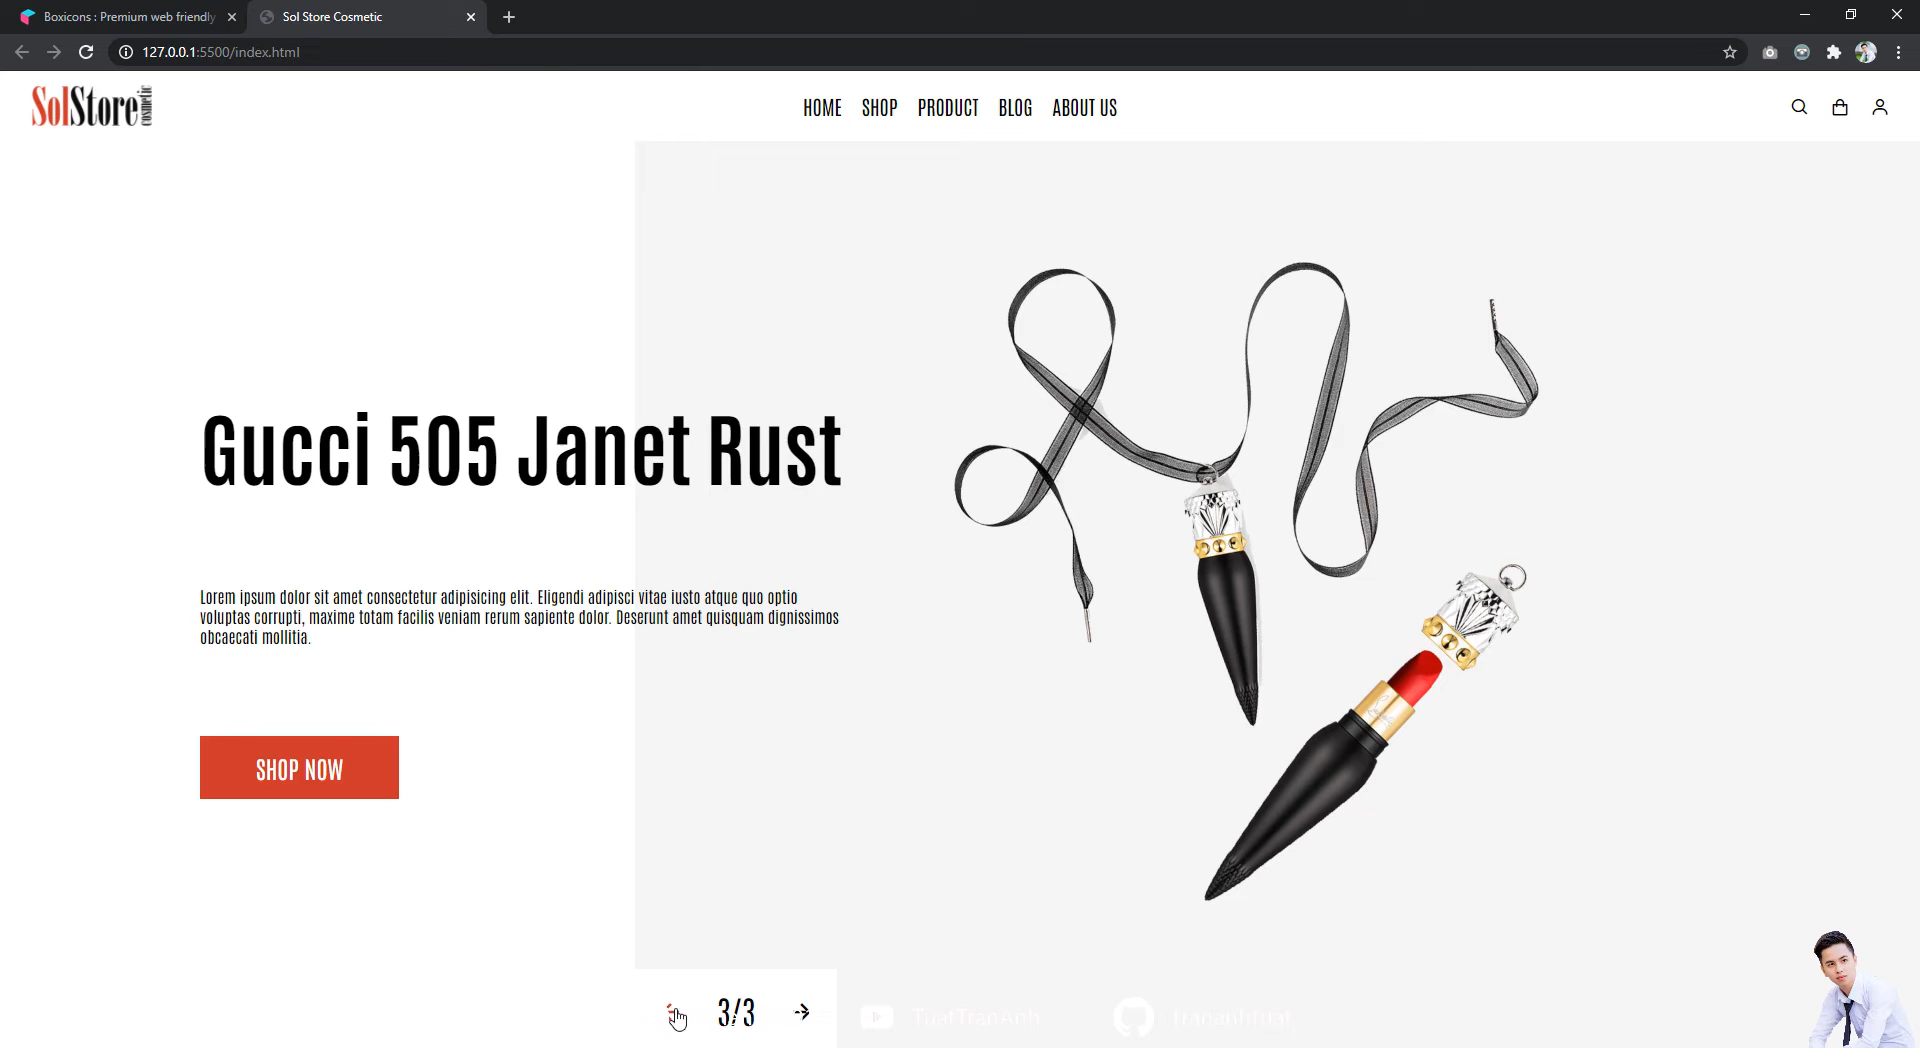 Boxicons : Premium web friendly
Sol Store Cosmetic
127.0.0.1:5500/index.html
SolStore cosmetic
HOME SHOP PRODUCT BLOG ABOUT US
Gucci 505 Janet Rust
Lorem ipsum dolor sit amet consectetur adipisicing elit. Eligendi adipisci vitae iusto atque quo optio
voluptas corrupti, maxime totam facilis veniam rerum sapiente dolor. Deserunt amet quisquam dignissimos
obcaecati mollitia.
SHOP NOW
3/3
TuatTranAnh
trananhtuat